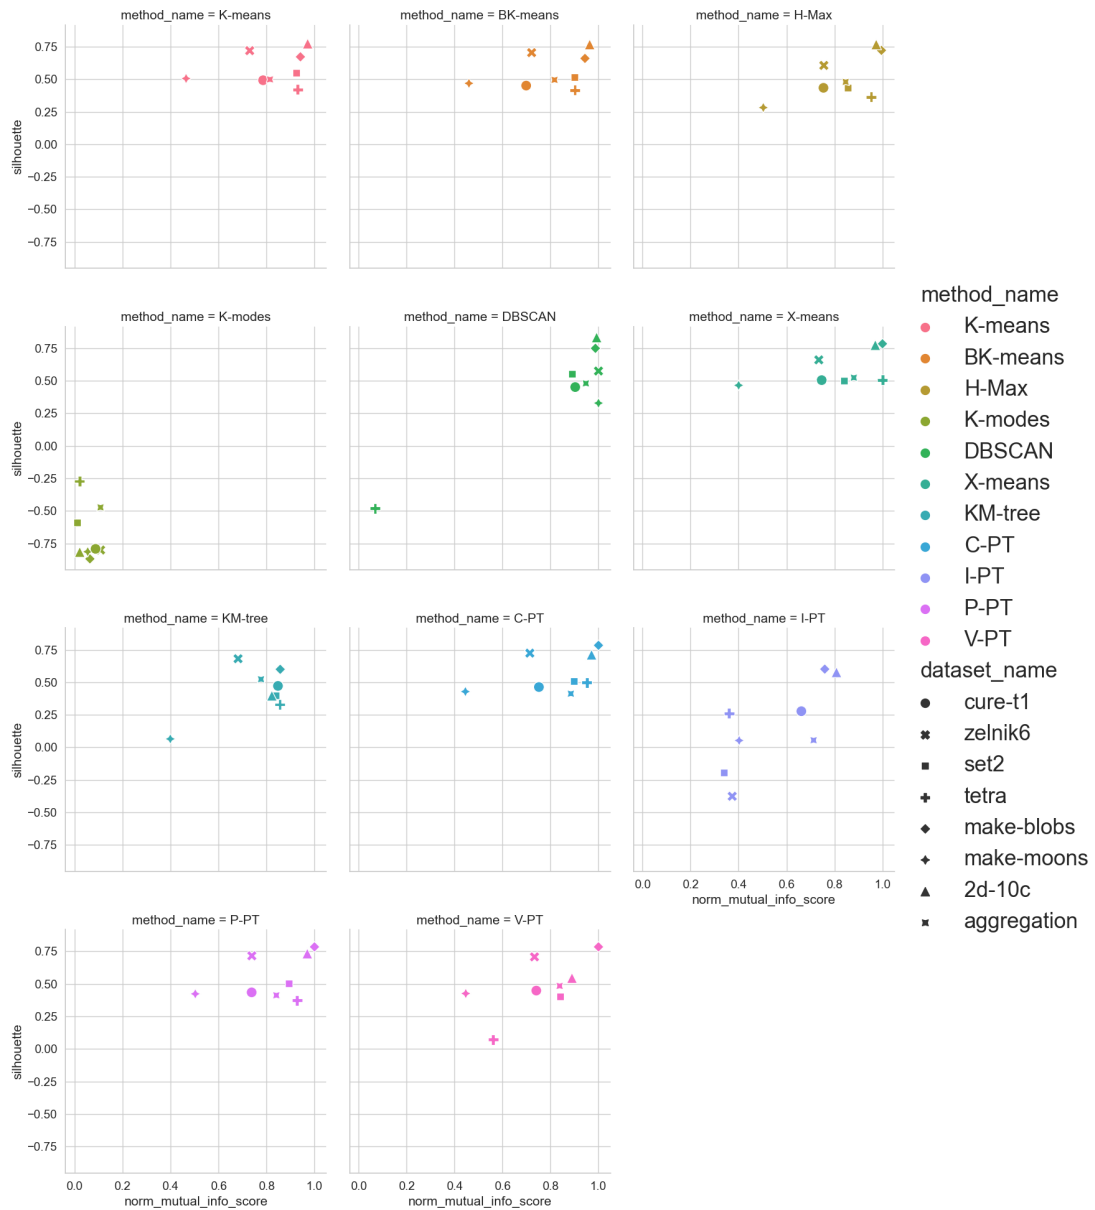 method_name = K-means
method_name = BK-means
method_name = H-Max
0.75
0.50
0.25
0.00
−0.25
−0.50
−0.75
silhouette
method_name = K-modes
method_name = DBSCAN
method_name = X-means
0.75
0.50
0.25
0.00
−0.25
−0.50
−0.75
silhouette
method_name = KM-tree
method_name = C-PT
method_name = I-PT
0.75
0.50
0.25
0.00
−0.25
−0.50
−0.75
silhouette
0.0 0.2 0.4 0.6 0.8 1.0
norm_mutual_info_score
method_name = P-PT
method_name = V-PT
0.75
0.50
0.25
0.00
−0.25
−0.50
−0.75
silhouette
0.0 0.2 0.4 0.6 0.8 1.0
norm_mutual_info_score
0.0 0.2 0.4 0.6 0.8 1.0
norm_mutual_info_score
method_name
K-means
BK-means
H-Max
K-modes
DBSCAN
X-means
KM-tree
C-PT
I-PT
P-PT
V-PT
dataset_name
cure-t1
zelnik6
set2
tetra
make-blobs
make-moons
2d-10c
aggregation